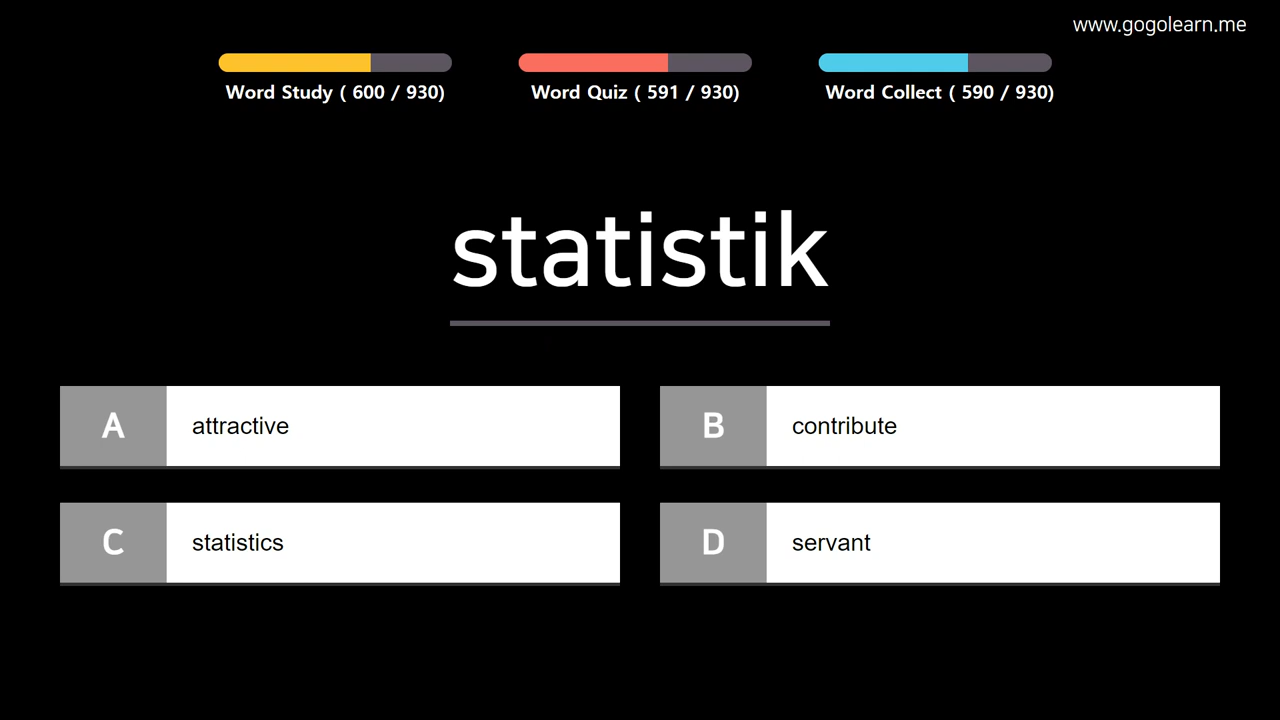 www.gogolearn.me
Word Study ( 600 / 930)
Word Quiz ( 591 / 930)
Word Collect ( 590 / 930)
statistik
A attractive
B contribute
C statistics
D servant